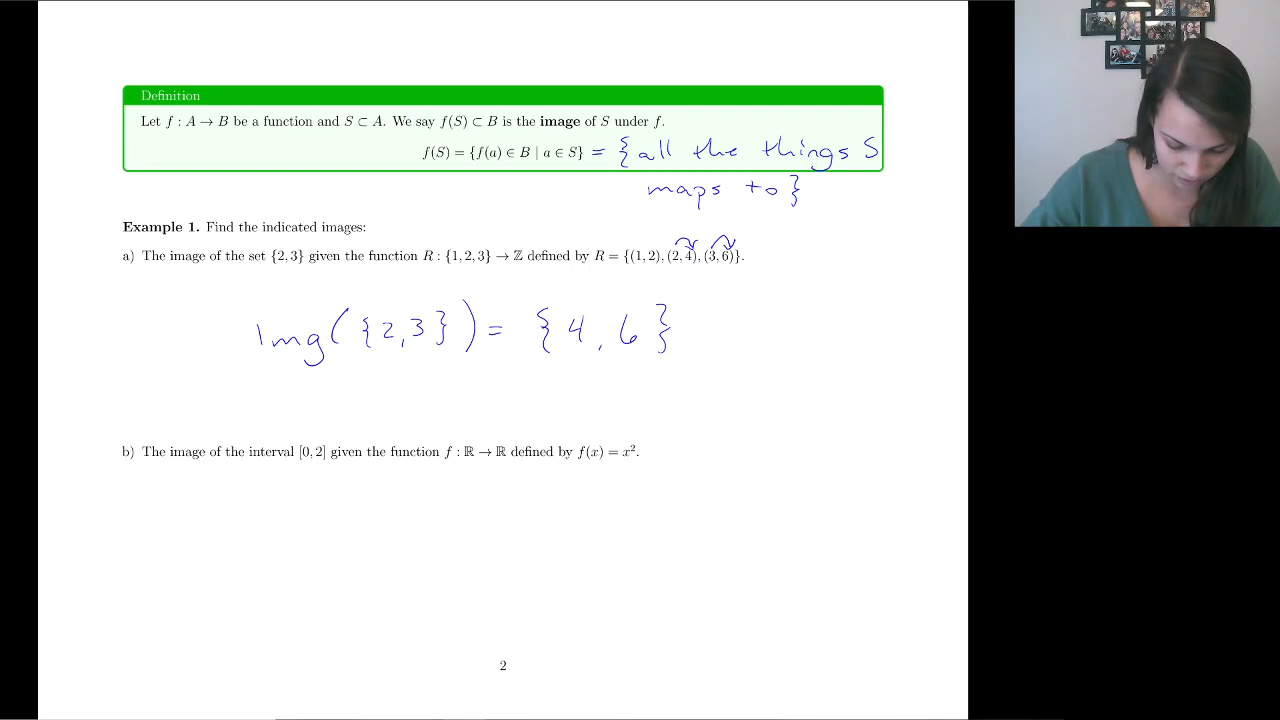 Definition
Let f : A → B be a function and S ⊂ A. We say f(S) ⊂ B is the image of S under f.
f(S) = {f(a) ∈ B | a ∈ S} = {all the things S
maps to}
Example 1. Find the indicated images:
a) The image of the set {2, 3} given the function R : {1, 2, 3} → ℤ defined by R = {(1, 2), (2, 4), (3, 6)}.
Img({2,3}) = {4, 6}
b) The image of the interval [0, 2] given the function f : ℝ → ℝ defined by f(x) = x².
2